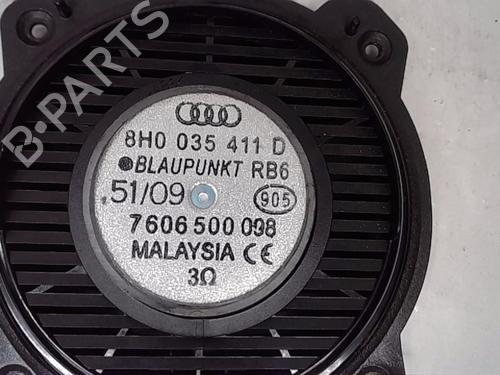 B-PARTS
8H0 035 411 D
BLAUPUNKT RB6
51/09 905
7606 500 098
MALAYSIA CE
3Ω